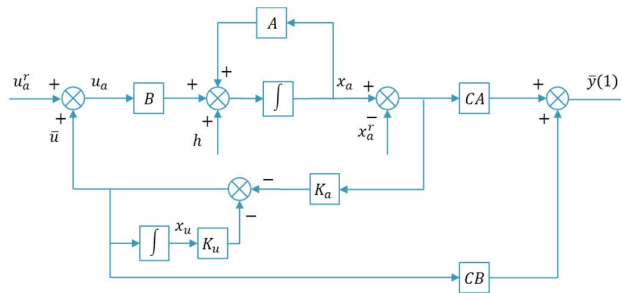 A
u_a^r + u_a B + + x_a + CA + ȳ(1)
∫
+ ū + h − x_a^r +
− K_a
−
∫ x_u K_u
CB